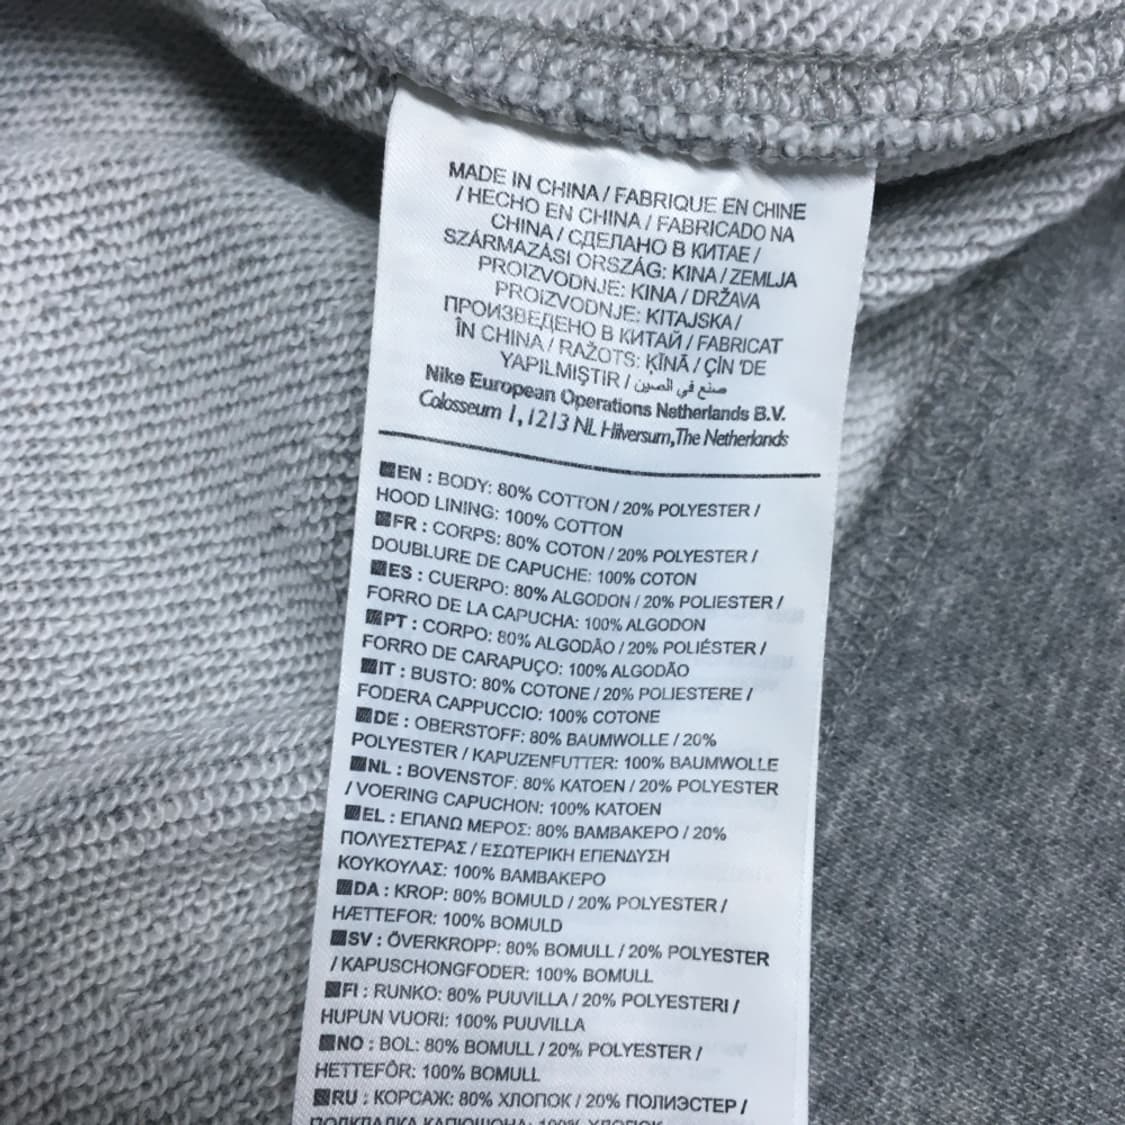 MADE IN CHINA / FABRIQUE EN CHINE
/ HECHO EN CHINA / FABRICADO NA
CHINA / СДЕЛАНО В КИТАЕ /
SZÁRMAZÁSI ORSZÁG: KINA / ZEMLJA
PROIZVODNJE: KINA / DRŽAVA
PROIZVODNJE: KITAJSKA /
ПРОИЗВЕДЕНО В КИТАЙ / FABRICAT
ÎN CHINA / RAŽOTS: ĶĪNĀ / ÇİN 'DE
YAPILMIŞTIR / صنع في الصين
Nike European Operations Netherlands B.V.
Colosseum 1, 1213 NL Hilversum, The Netherlands
EN : BODY: 80% COTTON / 20% POLYESTER /
HOOD LINING: 100% COTTON
FR : CORPS: 80% COTON / 20% POLYESTER /
DOUBLURE DE CAPUCHE: 100% COTON
ES : CUERPO: 80% ALGODON / 20% POLIESTER /
FORRO DE LA CAPUCHA: 100% ALGODON
PT : CORPO: 80% ALGODÃO / 20% POLIÉSTER /
FORRO DE CARAPUÇO: 100% ALGODÃO
IT : BUSTO: 80% COTONE / 20% POLIESTERE /
FODERA CAPPUCCIO: 100% COTONE
DE : OBERSTOFF: 80% BAUMWOLLE / 20%
POLYESTER / KAPUZENFUTTER: 100% BAUMWOLLE
NL : BOVENSTOF: 80% KATOEN / 20% POLYESTER
/ VOERING CAPUCHON: 100% KATOEN
EL : ΕΠΑΝΩ ΜΕΡΟΣ: 80% ΒΑΜΒΑΚΕΡΟ / 20%
ΠΟΛΥΕΣΤΕΡΑΣ / ΕΣΩΤΕΡΙΚΗ ΕΠΕΝΔΥΣΗ
ΚΟΥΚΟΥΛΑΣ: 100% ΒΑΜΒΑΚΕΡΟ
DA : KROP: 80% BOMULD / 20% POLYESTER /
HÆTTEFOR: 100% BOMULD
SV : ÖVERKROPP: 80% BOMULL / 20% POLYESTER
/ KAPUSCHONGFODER: 100% BOMULL
FI : RUNKO: 80% PUUVILLA / 20% POLYESTERI /
HUPUN VUORI: 100% PUUVILLA
NO : BOL: 80% BOMULL / 20% POLYESTER /
HETTEFÔR: 100% BOMULL
RU : КОРСАЖ: 80% ХЛОПОК / 20% ПОЛИЭСТЕР /
ПОДКЛАДКА КАПЮШОНА: 100% ХЛОПОК